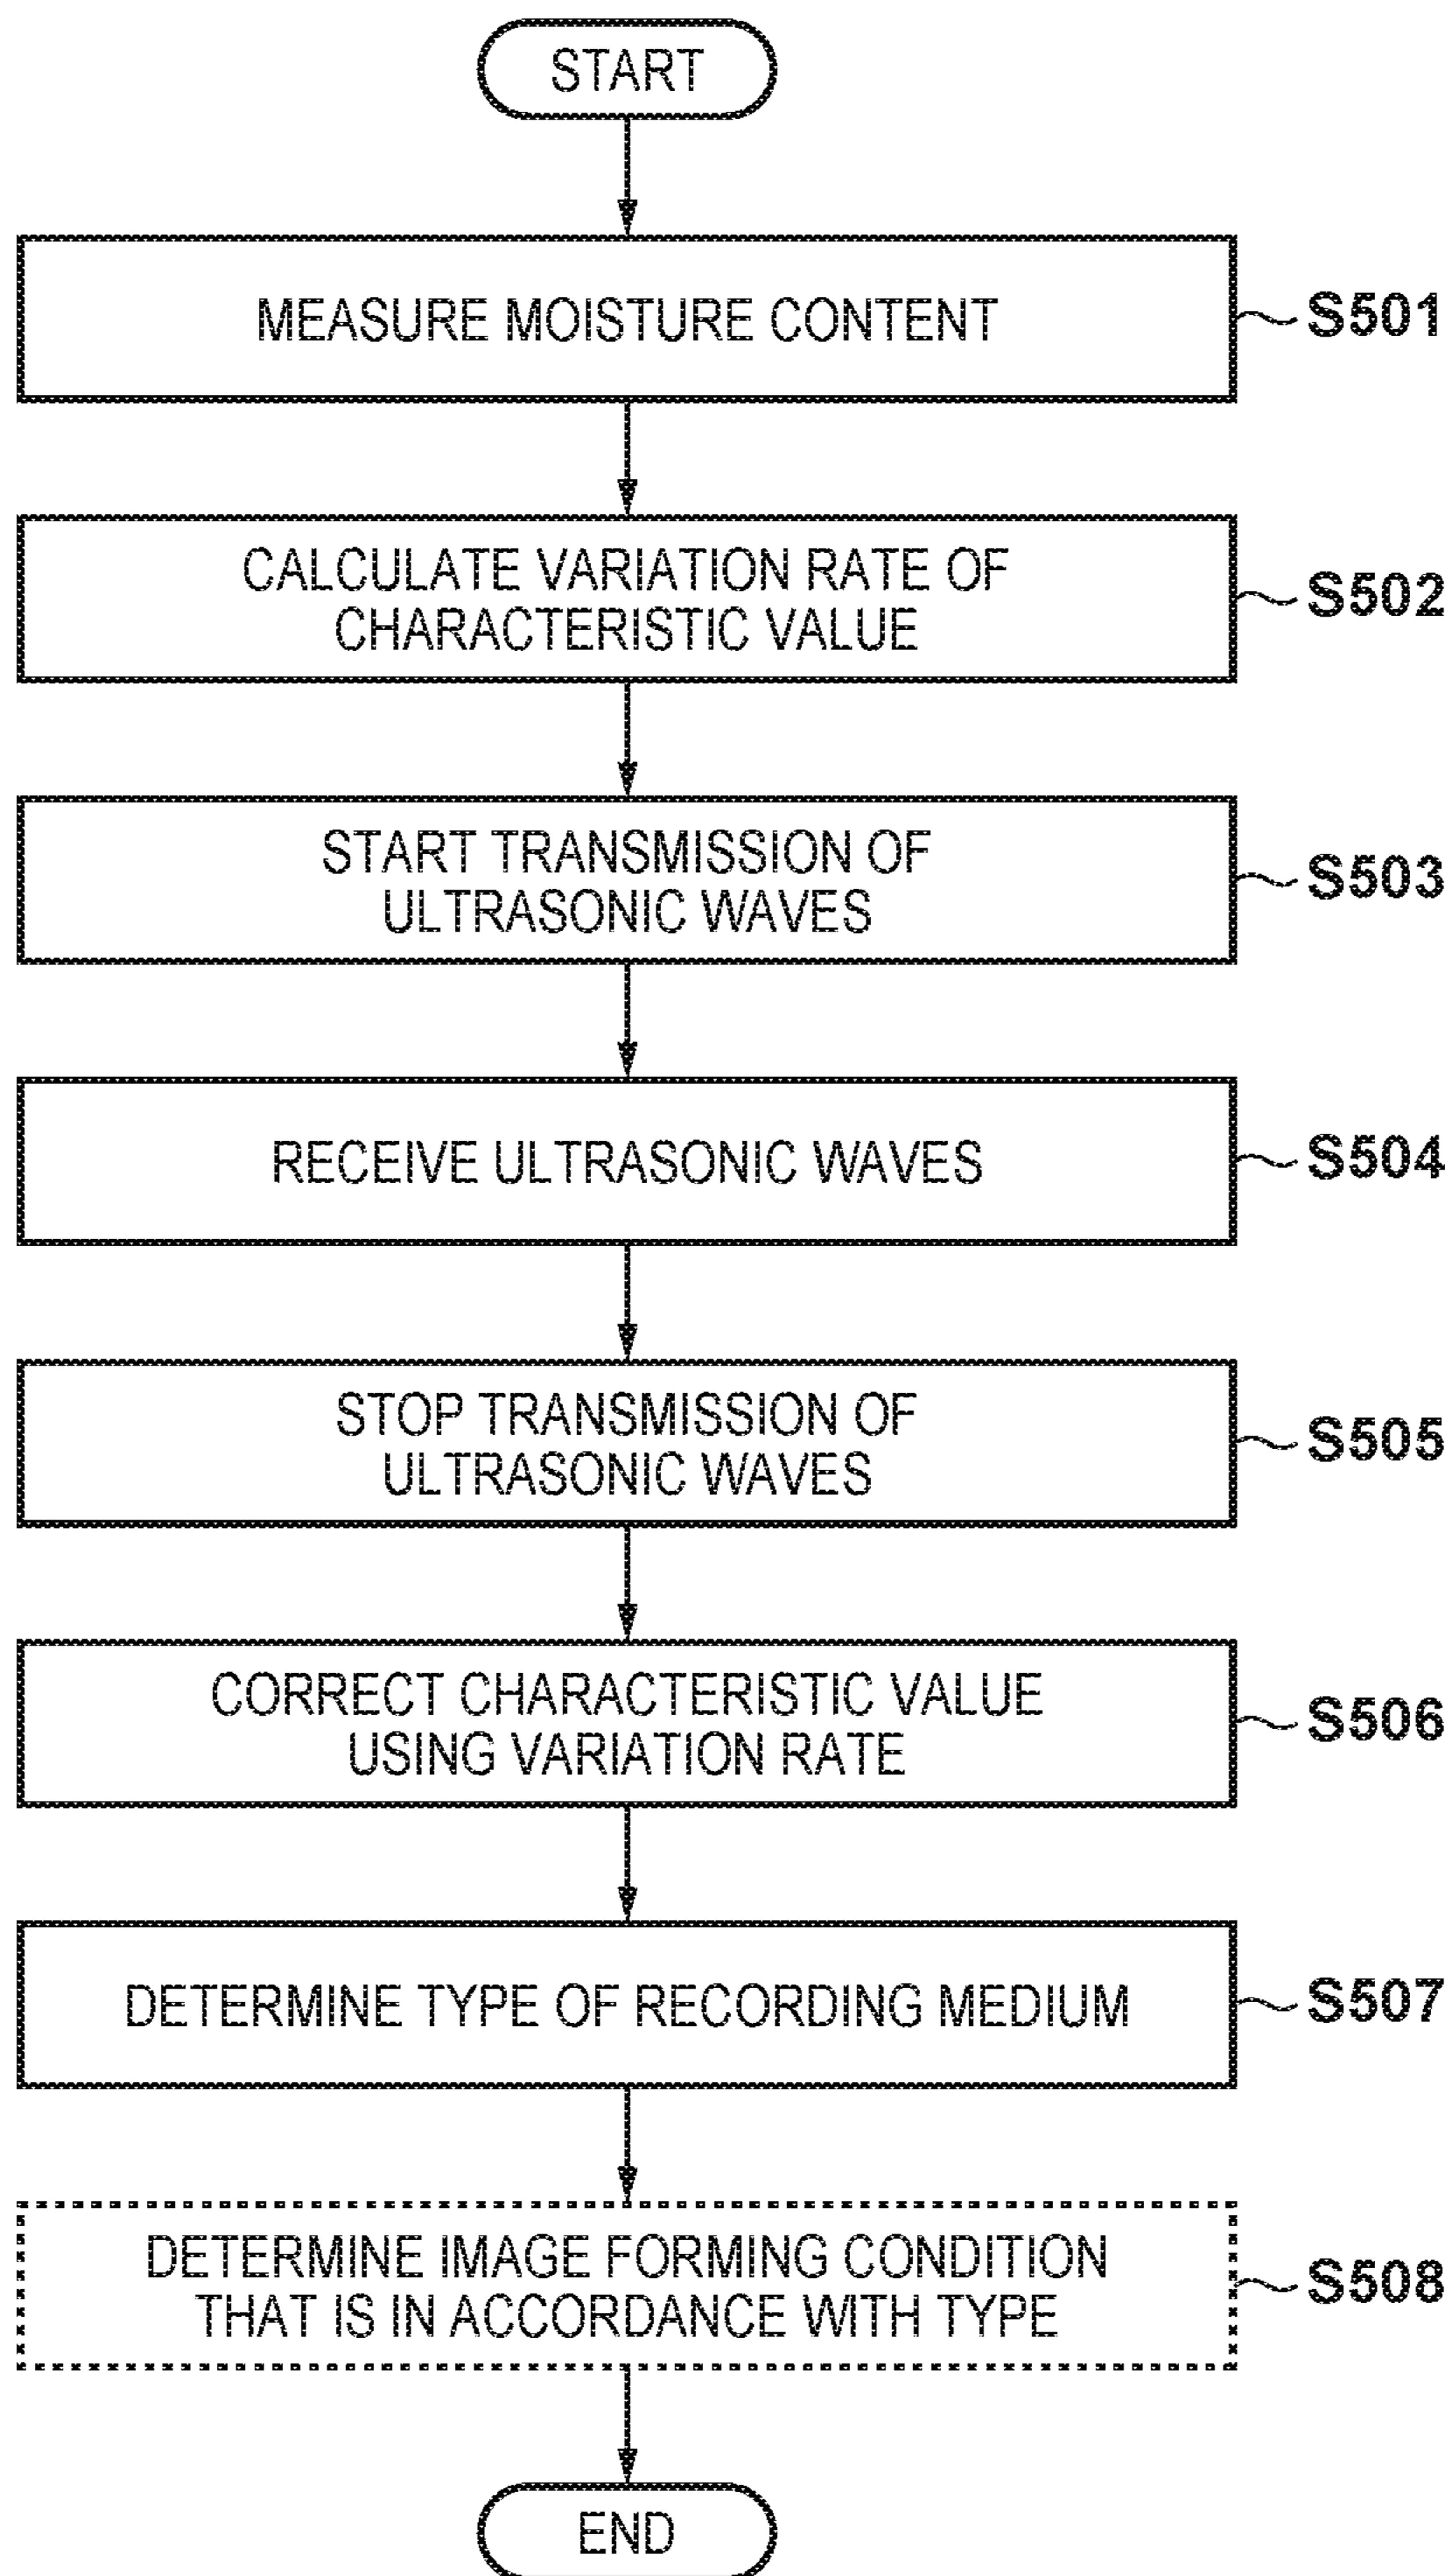 START
MEASURE MOISTURE CONTENT
S501
CALCULATE VARIATION RATE OF
CHARACTERISTIC VALUE
S502
START TRANSMISSION OF
ULTRASONIC WAVES
S503
RECEIVE ULTRASONIC WAVES
S504
STOP TRANSMISSION OF
ULTRASONIC WAVES
S505
CORRECT CHARACTERISTIC VALUE
USING VARIATION RATE
S506
DETERMINE TYPE OF RECORDING MEDIUM
S507
DETERMINE IMAGE FORMING CONDITION
THAT IS IN ACCORDANCE WITH TYPE
S508
END